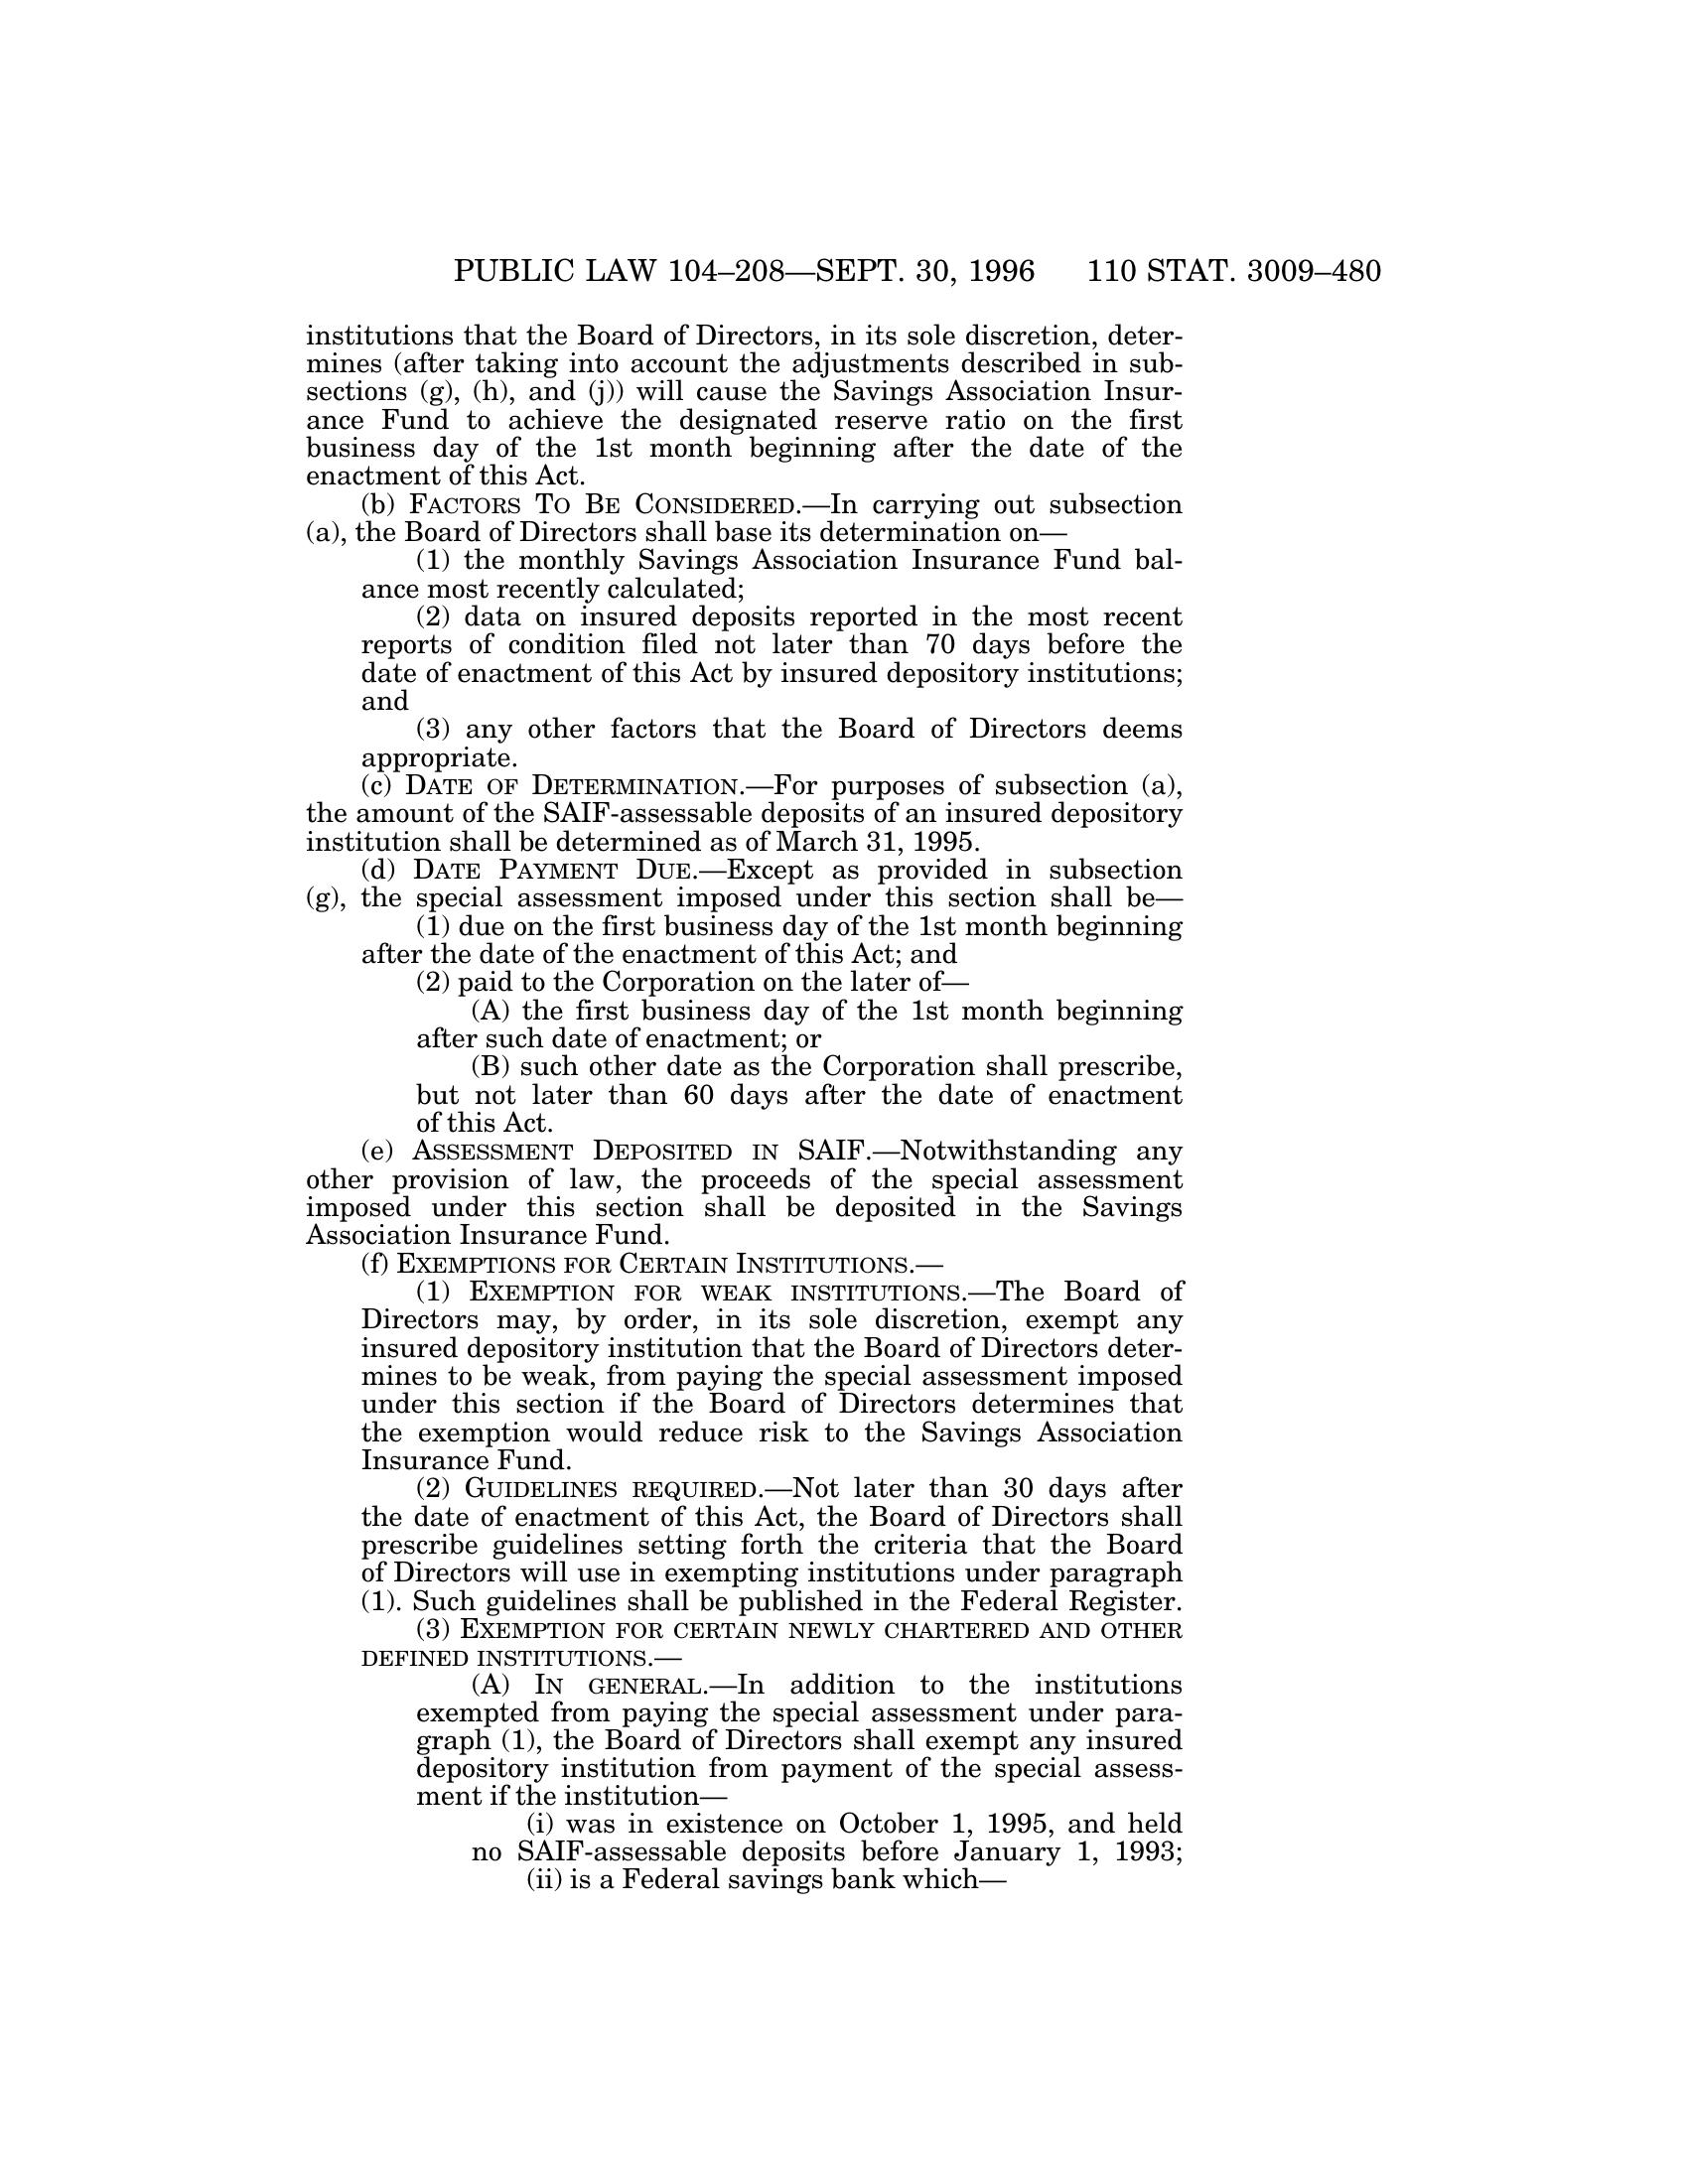 PUBLIC LAW 104–208—SEPT. 30, 1996 110 STAT. 3009–480
institutions that the Board of Directors, in its sole discretion, deter-
mines (after taking into account the adjustments described in sub-
sections (g), (h), and (j)) will cause the Savings Association Insur-
ance Fund to achieve the designated reserve ratio on the first
business day of the 1st month beginning after the date of the
enactment of this Act.
(b) FACTORS TO BE CONSIDERED.—In carrying out subsection
(a), the Board of Directors shall base its determination on—
(1) the monthly Savings Association Insurance Fund bal-
ance most recently calculated;
(2) data on insured deposits reported in the most recent
reports of condition filed not later than 70 days before the
date of enactment of this Act by insured depository institutions;
and
(3) any other factors that the Board of Directors deems
appropriate.
(c) DATE OF DETERMINATION.—For purposes of subsection (a),
the amount of the SAIF-assessable deposits of an insured depository
institution shall be determined as of March 31, 1995.
(d) DATE PAYMENT DUE.—Except as provided in subsection
(g), the special assessment imposed under this section shall be—
(1) due on the first business day of the 1st month beginning
after the date of the enactment of this Act; and
(2) paid to the Corporation on the later of—
(A) the first business day of the 1st month beginning
after such date of enactment; or
(B) such other date as the Corporation shall prescribe,
but not later than 60 days after the date of enactment
of this Act.
(e) ASSESSMENT DEPOSITED IN SAIF.—Notwithstanding any
other provision of law, the proceeds of the special assessment
imposed under this section shall be deposited in the Savings
Association Insurance Fund.
(f) EXEMPTIONS FOR CERTAIN INSTITUTIONS.—
(1) EXEMPTION FOR WEAK INSTITUTIONS.—The Board of
Directors may, by order, in its sole discretion, exempt any
insured depository institution that the Board of Directors deter-
mines to be weak, from paying the special assessment imposed
under this section if the Board of Directors determines that
the exemption would reduce risk to the Savings Association
Insurance Fund.
(2) GUIDELINES REQUIRED.—Not later than 30 days after
the date of enactment of this Act, the Board of Directors shall
prescribe guidelines setting forth the criteria that the Board
of Directors will use in exempting institutions under paragraph
(1). Such guidelines shall be published in the Federal Register.
(3) EXEMPTION FOR CERTAIN NEWLY CHARTERED AND OTHER
DEFINED INSTITUTIONS.—
(A) IN GENERAL.—In addition to the institutions
exempted from paying the special assessment under para-
graph (1), the Board of Directors shall exempt any insured
depository institution from payment of the special assess-
ment if the institution—
(i) was in existence on October 1, 1995, and held
no SAIF-assessable deposits before January 1, 1993;
(ii) is a Federal savings bank which—